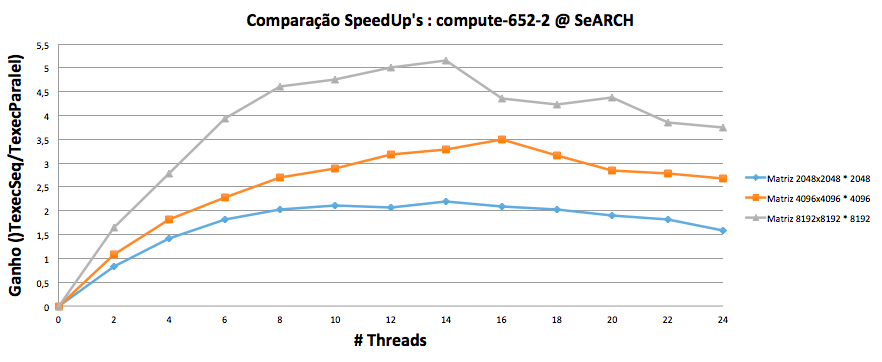 Comparação SpeedUp's : compute-652-2 @ SeARCH
Ganho ()TexecSeq/TexecParalel)
5,5
5
4,5
4
3,5
3
2,5
2
1,5
1
0,5
0
0 2 4 6 8 10 12 14 16 18 20 22 24
# Threads
Matriz 2048x2048 * 2048
Matriz 4096x4096 * 4096
Matriz 8192x8192 * 8192